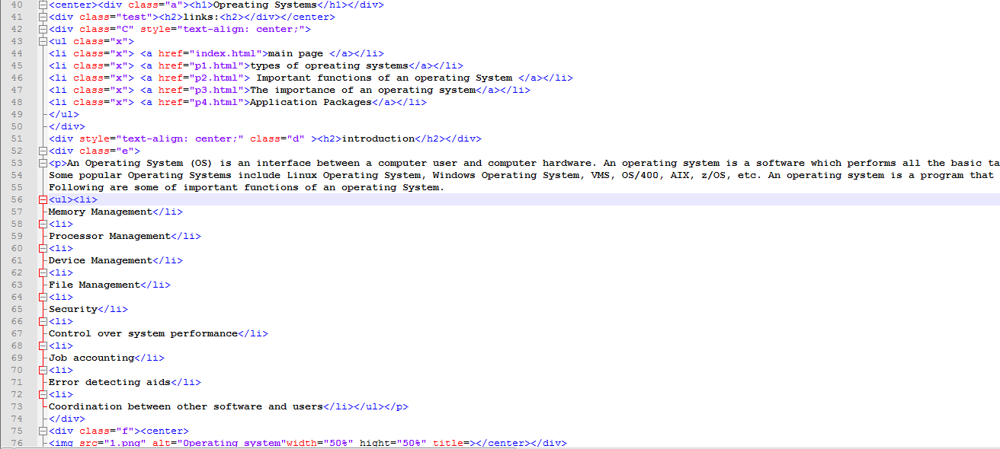 40 <center><div class="a"><h1>Opreating Systems</h1></div>
41 <div class="test"><h2>links:<h2></div></center>
42 <div class="C" style="text-align: center;">
43 <ul class="x">
44 <li class="x"> <a href="index.html">main page </a></li>
45 <li class="x"> <a href="p1.html">types of opreating systems</a></li>
46 <li class="x"> <a href="p2.html"> Important functions of an operating System </a></li>
47 <li class="x"> <a href="p3.html">The importance of an operating system</a></li>
48 <li class="x"> <a href="p4.html">Application Packages</a></li>
49 </ul>
50 </div>
51 <div style="text-align: center;" class="d" ><h2>introduction</h2></div>
52 <div class="e">
53 <p>An Operating System (OS) is an interface between a computer user and computer hardware. An operating system is a software which performs all the basic ta
54 Some popular Operating Systems include Linux Operating System, Windows Operating System, VMS, OS/400, AIX, z/OS, etc. An operating system is a program that
55 Following are some of important functions of an operating System.
56 <ul><li>
57 Memory Management</li>
58 <li>
59 Processor Management</li>
60 <li>
61 Device Management</li>
62 <li>
63 File Management</li>
64 <li>
65 Security</li>
66 <li>
67 Control over system performance</li>
68 <li>
69 Job accounting</li>
70 <li>
71 Error detecting aids</li>
72 <li>
73 Coordination between other software and users</li></ul></p>
74 </div>
75 <div class="f"><center>
76 <img src="1.png" alt="Operating system"width="50%" hight="50%" title=></center></div>